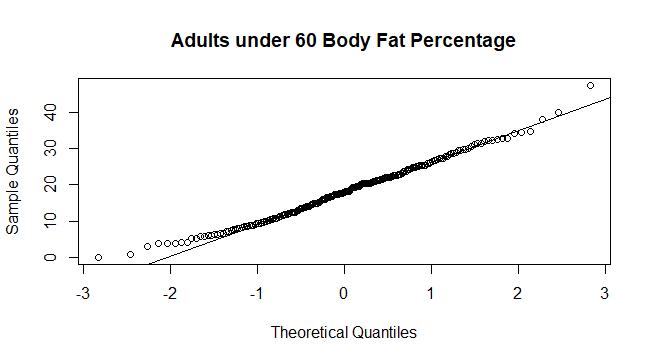 Adults under 60 Body Fat Percentage
Sample Quantiles
40
30
20
10
0
-3 -2 -1 0 1 2 3
Theoretical Quantiles